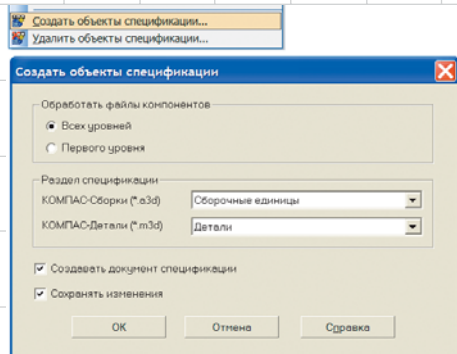 Создать объекты спецификации...
Удалить объекты спецификации...
Создать объекты спецификации
Обработать файлы компонентов
Всех уровней
Первого уровня
Раздел спецификации
КОМПАС-Сборки (*.a3d) Сборочные единицы
КОМПАС-Детали (*.m3d) Детали
Создавать документ спецификации
Сохранять изменения
ОК Отмена Справка